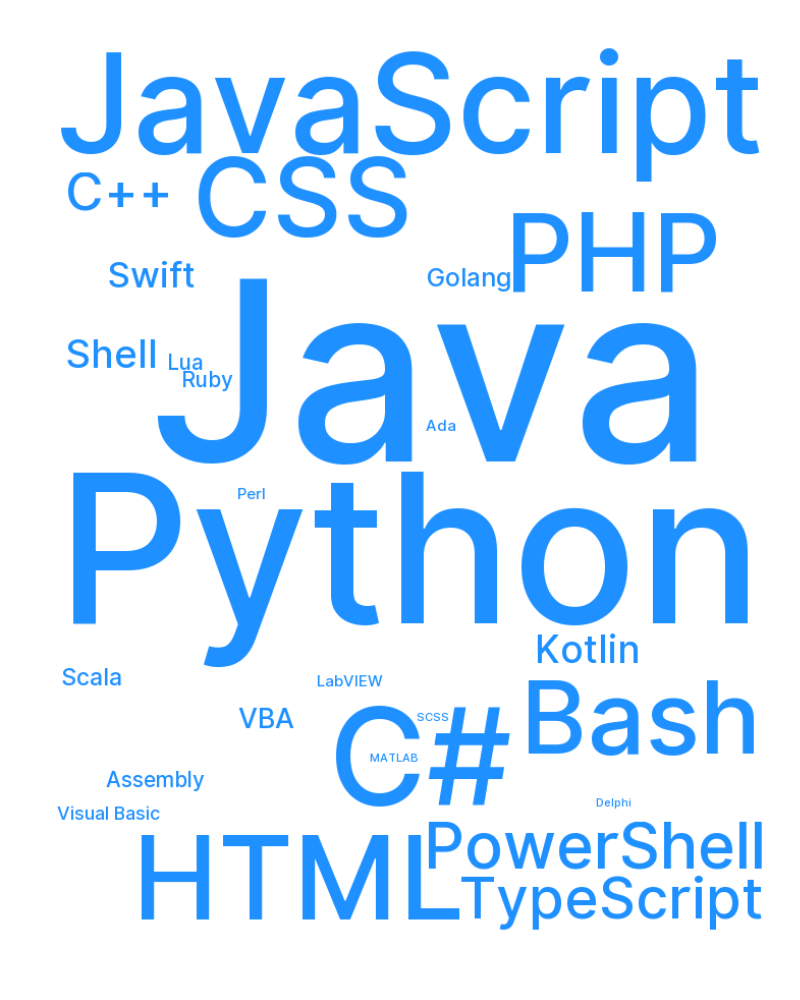 JavaScript
C++
CSS
PHP
Swift
Golang
Java
Shell
Lua
Ruby
Ada
Python
Perl
Kotlin
Scala
LabVIEW
Bash
VBA
SCSS
C#
MATLAB
Assembly
Delphi
Visual Basic
HTML
PowerShell
TypeScript